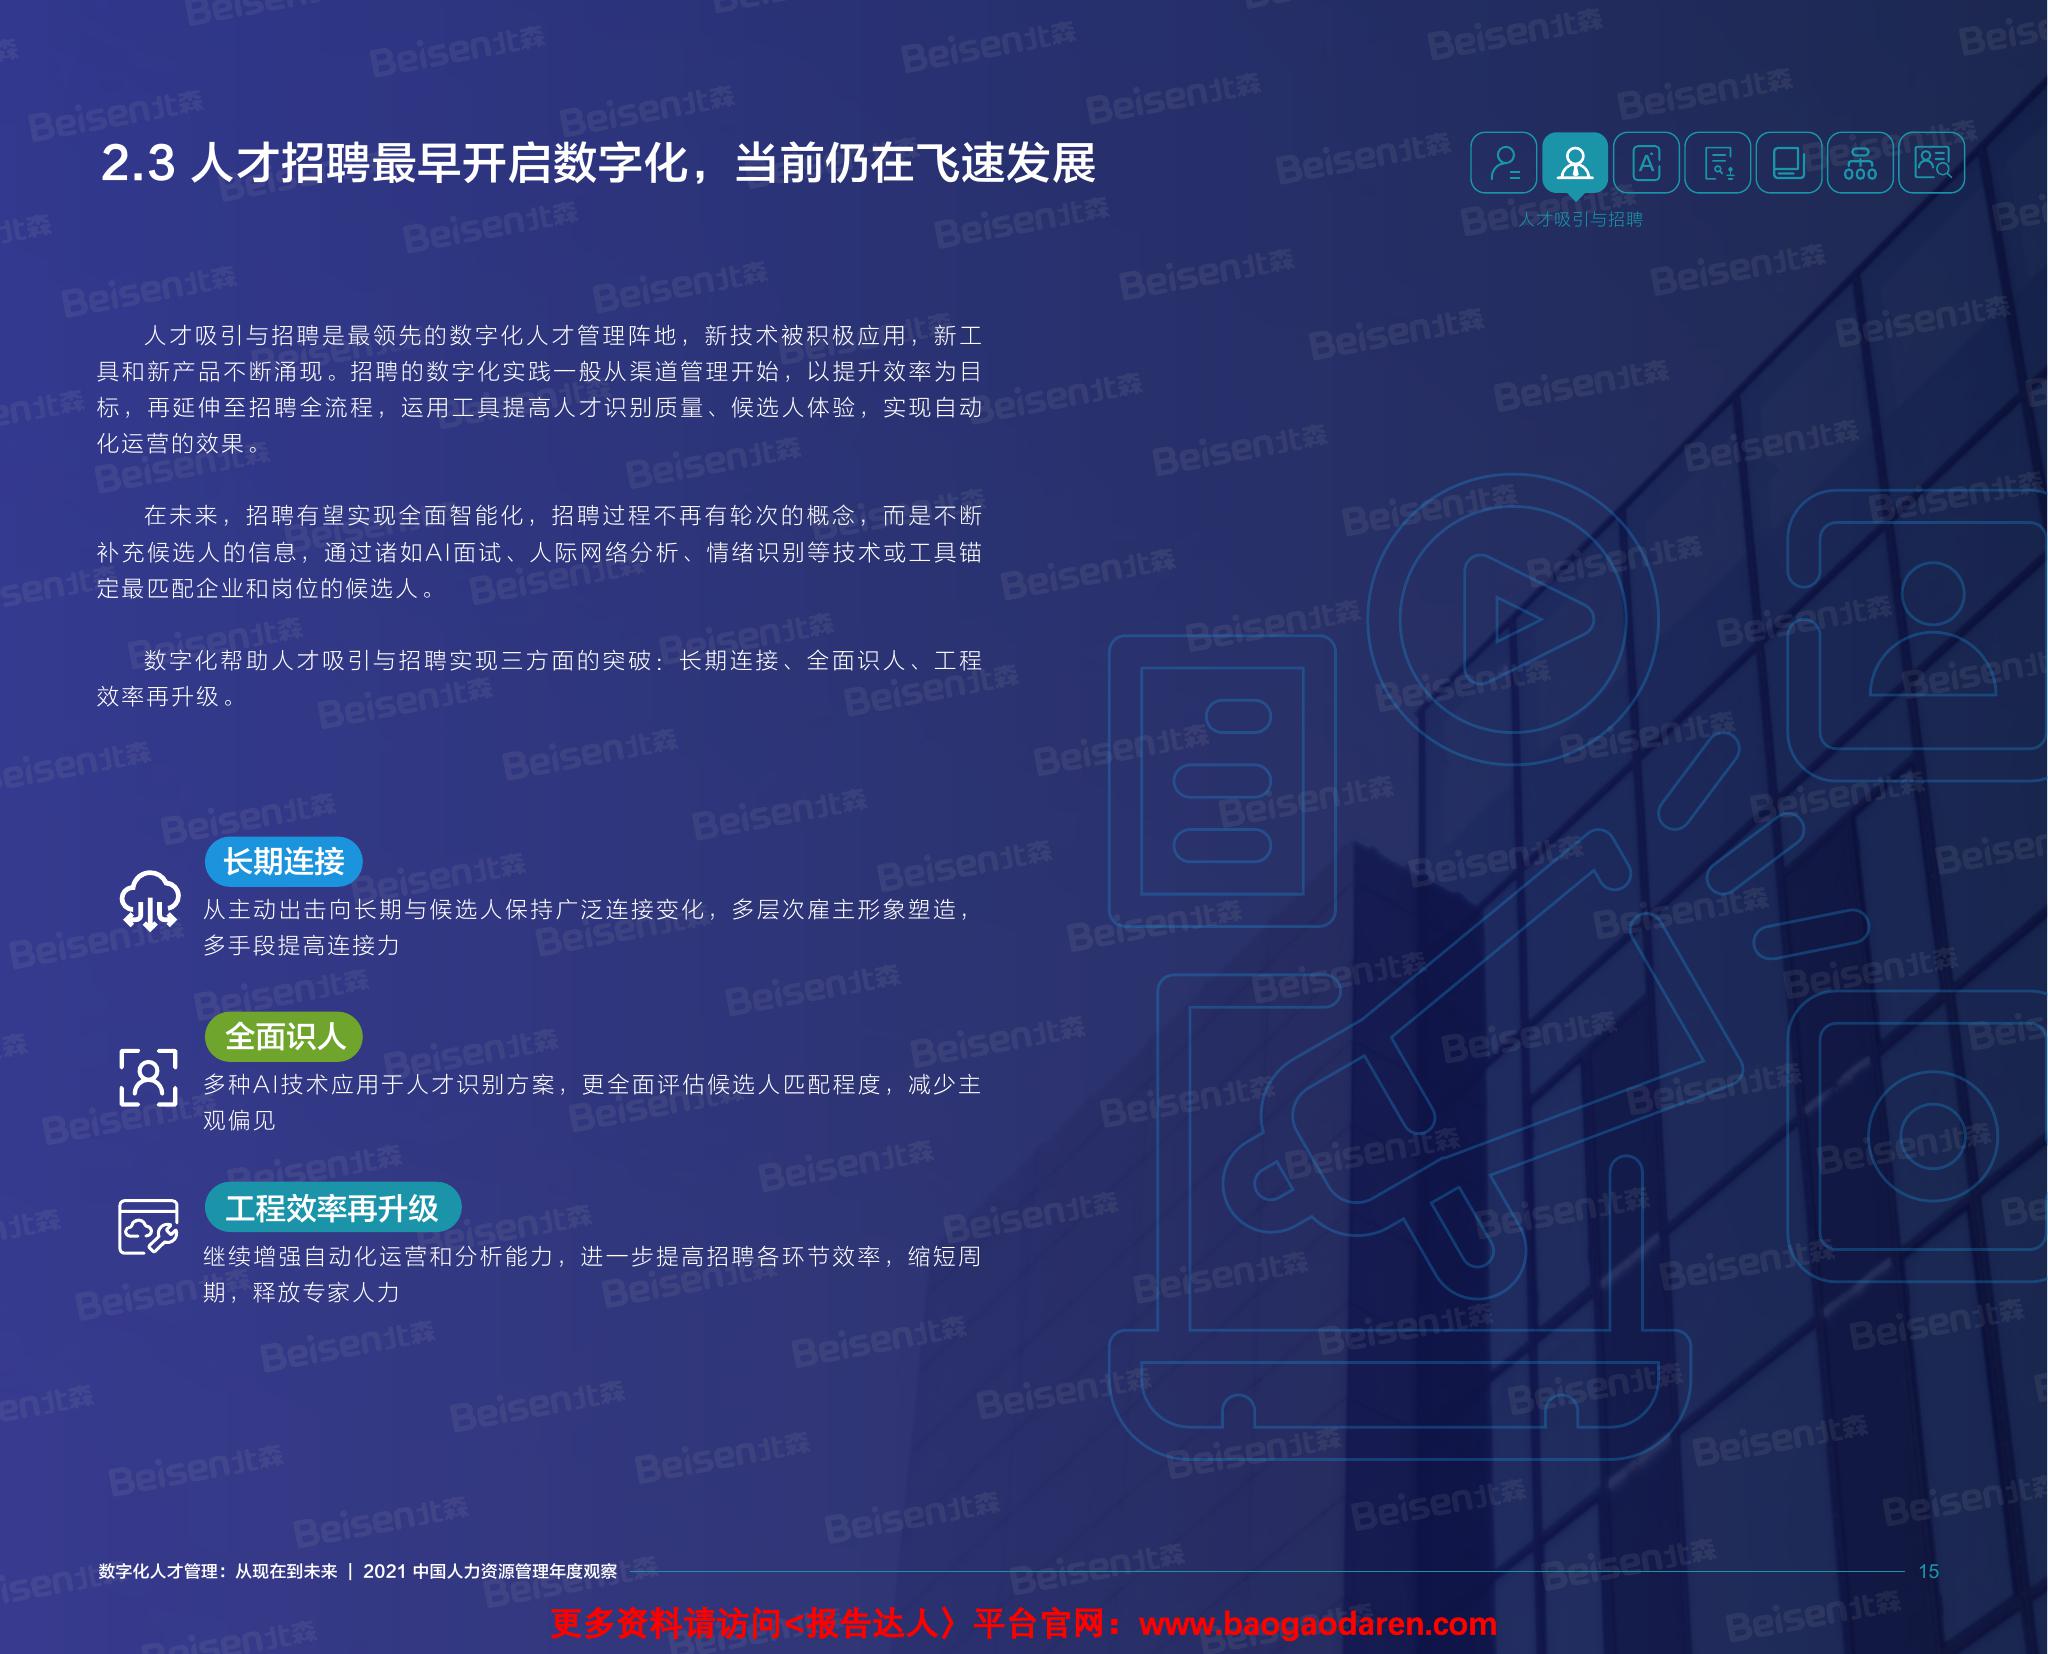 2.3 人才招聘最早开启数字化，当前仍在飞速发展
人才吸引与招聘
人才吸引与招聘是最领先的数字化人才管理阵地，新技术被积极应用，新工
具和新产品不断涌现。招聘的数字化实践一般从渠道管理开始，以提升效率为目
标，再延伸至招聘全流程，运用工具提高人才识别质量、候选人体验，实现自动
化运营的效果。
在未来，招聘有望实现全面智能化，招聘过程不再有轮次的概念，而是不断
补充候选人的信息，通过诸如AI面试、人际网络分析、情绪识别等技术或工具锚
定最匹配企业和岗位的候选人。
数字化帮助人才吸引与招聘实现三方面的突破：长期连接、全面识人、工程
效率再升级。
长期连接
从主动出击向长期与候选人保持广泛连接变化，多层次雇主形象塑造，
多手段提高连接力
全面识人
多种AI技术应用于人才识别方案，更全面评估候选人匹配程度，减少主
观偏见
工程效率再升级
继续增强自动化运营和分析能力，进一步提高招聘各环节效率，缩短周
期，释放专家人力
数字化人才管理：从现在到未来 | 2021 中国人力资源管理年度观察
15
更多资料请访问<报告达人〉平台官网：www.baogaodaren.com
Beisen北森